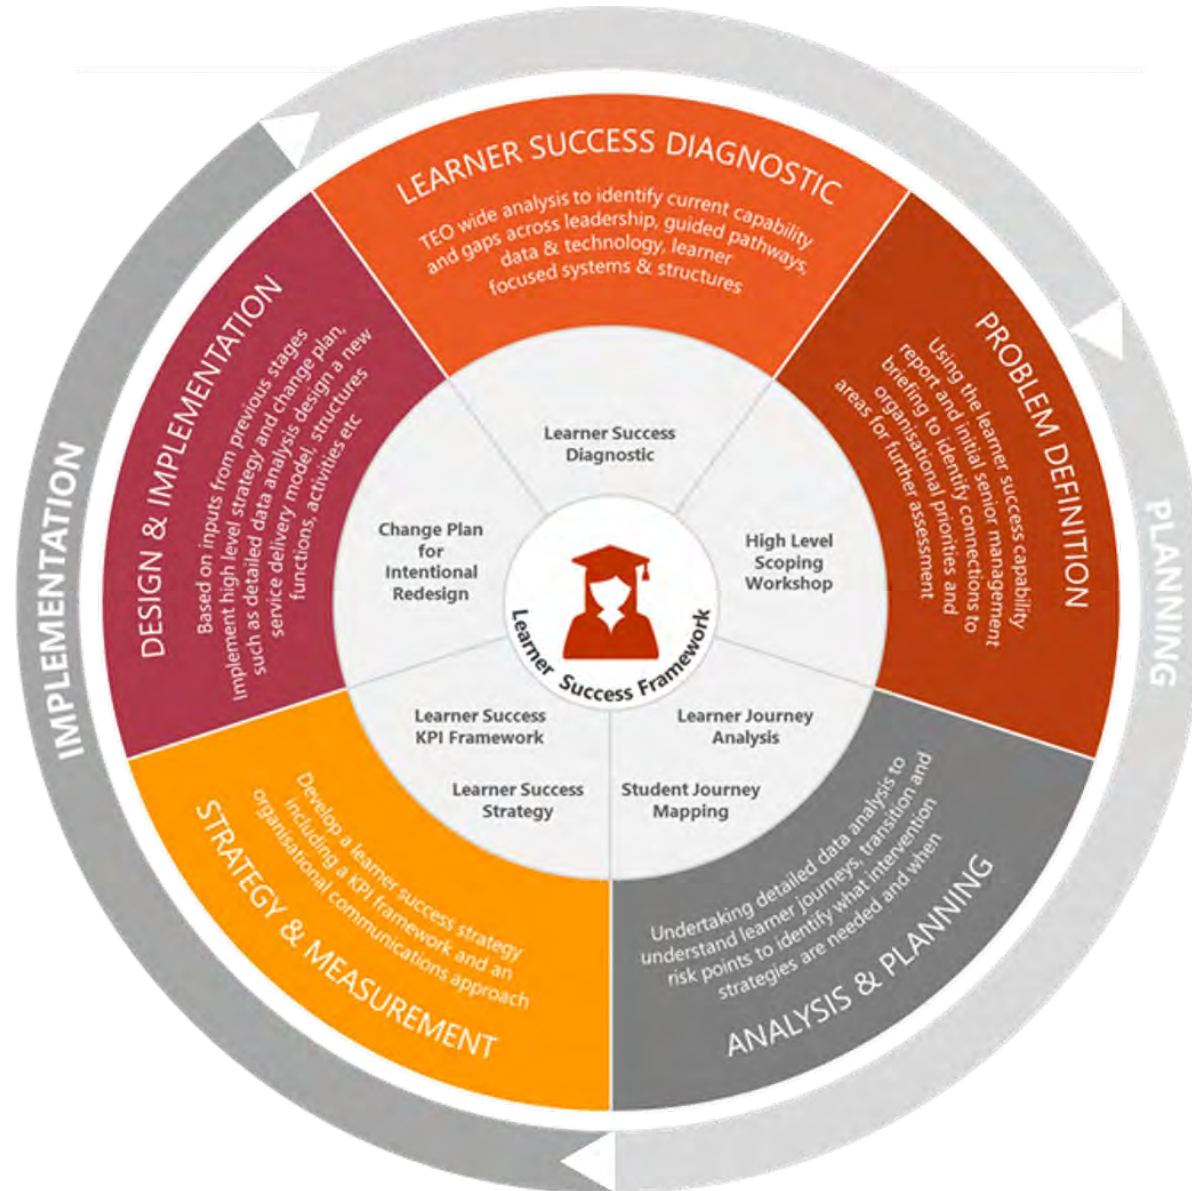 LEARNER SUCCESS DIAGNOSTIC
TEO wide analysis to identify current capability
and gaps across leadership, guided pathways,
data & technology, learner
focused systems & structures
PROBLEM DEFINITION
Using the learner success capability
report and initial senior management
briefing to identify connections to
organisational priorities and
areas for further assessment
PLANNING
ANALYSIS & PLANNING
Undertaking detailed data analysis to
understand learner journeys, transition and
risk points to identify what intervention
strategies are needed and when
STRATEGY & MEASUREMENT
Develop a learner success strategy
including a KPI framework and an
organisational communications approach
IMPLEMENTATION
DESIGN & IMPLEMENTATION
Based on inputs from previous stages
Implement high level strategy and change plan,
such as detailed data analysis design a new
service delivery model, structures
functions, activities etc
Learner Success
Diagnostic
High Level
Scoping
Workshop
Learner Journey
Analysis
Student Journey
Mapping
Learner Success
KPI Framework
Learner Success
Strategy
Change Plan
for
Intentional
Redesign
Learner Success Framework